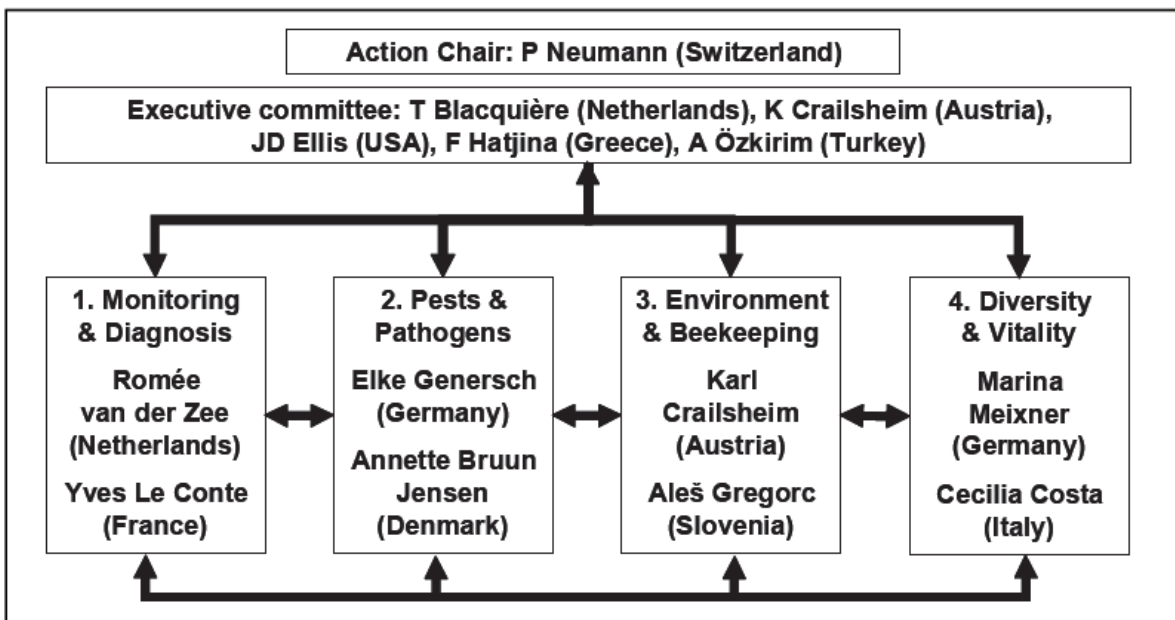 Action Chair: P Neumann (Switzerland)
Executive committee: T Blacquière (Netherlands), K Crailsheim (Austria),
JD Ellis (USA), F Hatjina (Greece), A Özkirim (Turkey)
1. Monitoring
& Diagnosis
Romée
van der Zee
(Netherlands)
Yves Le Conte
(France)
2. Pests &
Pathogens
Elke Genersch
(Germany)
Annette Bruun
Jensen
(Denmark)
3. Environment
& Beekeeping
Karl
Crailsheim
(Austria)
Aleš Gregorc
(Slovenia)
4. Diversity
& Vitality
Marina
Meixner
(Germany)
Cecilia Costa
(Italy)